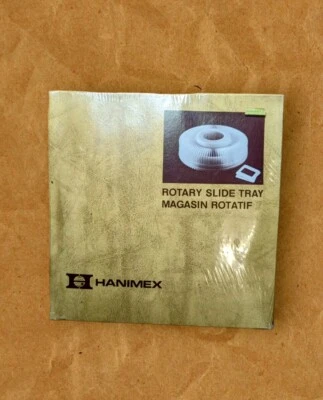 ROTARY SLIDE TRAY
MAGASIN ROTATIF
HANIMEX